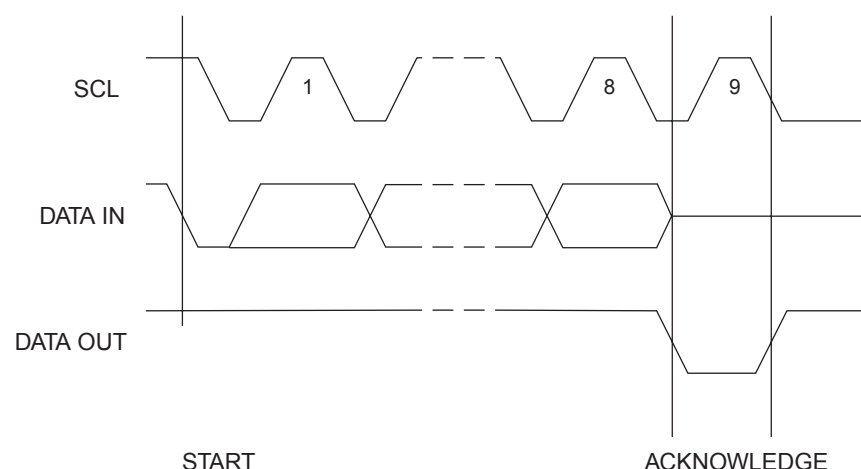 SCL
1
8
9
DATA IN
DATA OUT
START
ACKNOWLEDGE